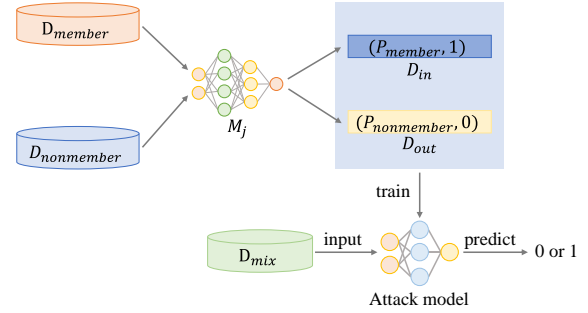 D_member
(P_member, 1)
D_in
M_j
(P_nonmember, 0)
D_out
D_nonmember
train
D_mix
input
predict
0 or 1
Attack model